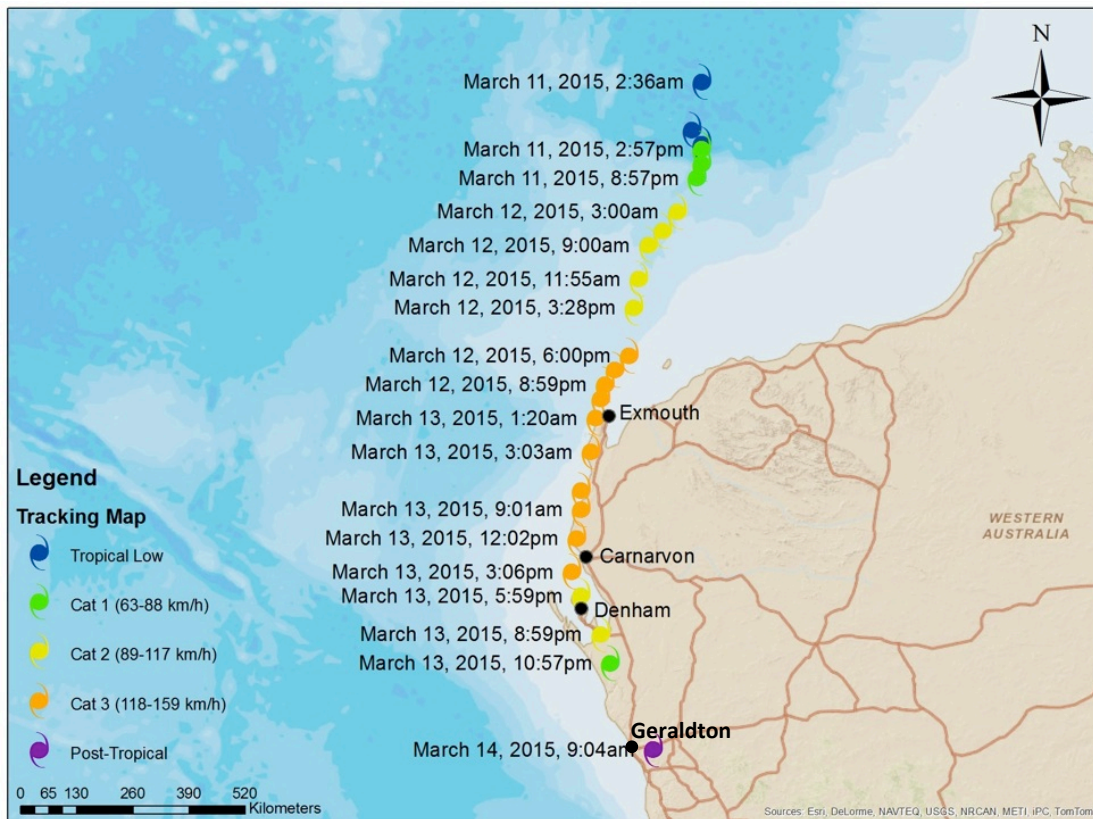 N
March 11, 2015, 2:36am
March 11, 2015, 2:57pm
March 11, 2015, 8:57pm
March 12, 2015, 3:00am
March 12, 2015, 9:00am
March 12, 2015, 11:55am
March 12, 2015, 3:28pm
March 12, 2015, 6:00pm
March 12, 2015, 8:59pm
Exmouth
March 13, 2015, 1:20am
March 13, 2015, 3:03am
March 13, 2015, 9:01am
March 13, 2015, 12:02pm
Carnarvon
March 13, 2015, 3:06pm
March 13, 2015, 5:59pm
Denham
March 13, 2015, 8:59pm
March 13, 2015, 10:57pm
Geraldton
March 14, 2015, 9:04am
WESTERN
AUSTRALIA
Legend
Tracking Map
Tropical Low
Cat 1 (63-88 km/h)
Cat 2 (89-117 km/h)
Cat 3 (118-159 km/h)
Post-Tropical
0 65 130 260 390 520
Kilometers
Sources: Esri, DeLorme, NAVTEQ, USGS, NRCAN, METI, iPC, TomTom